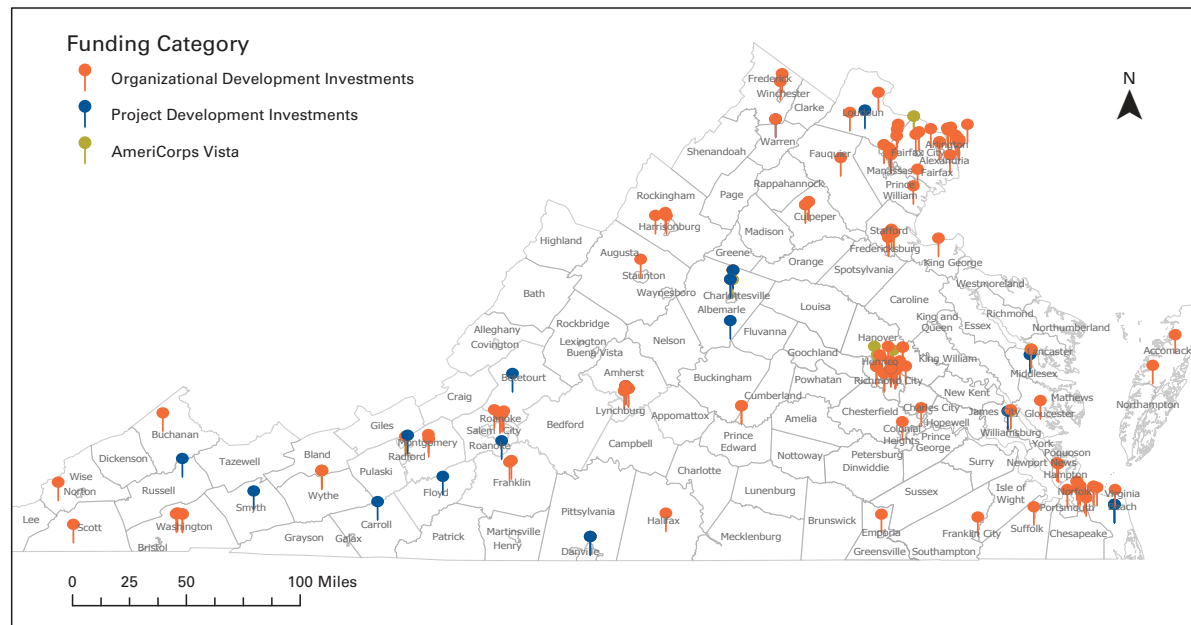 Funding Category
Organizational Development Investments
Project Development Investments
AmeriCorps Vista
N
Frederick
Winchester
Clarke
Loudoun
Warren
Shenandoah
Fauquier
Arlington
Fairfax City
Alexandria
Manassas
Fairfax
Prince
William
Rappahannock
Page
Rockingham
Harrisonburg
Culpeper
Madison
Stafford
Fredericksburg
King George
Highland
Augusta
Greene
Orange
Spotsylvania
Staunton
Waynesboro
Westmoreland
Bath
Charlottesville
Albemarle
Louisa
Caroline
Richmond
Northumberland
King and
Queen
Essex
Alleghany
Covington
Rockbridge
Lexington
Buena Vista
Nelson
Fluvanna
Goochland
Hanover
Henrico
King William
Lancaster
Middlesex
Accomack
Botetourt
Craig
Amherst
Lynchburg
Buckingham
Cumberland
Powhatan
Richmond City
New Kent
Mathews
Northampton
Gloucester
Roanoke
Salem City
Roanoke
Bedford
Appomattox
Campbell
Prince
Edward
Amelia
Chesterfield
Charles City
James City
Hopewell
Colonial
Heights
Prince
George
Williamsburg
York
Poquoson
Buchanan
Giles
Montgomery
Radford
Dickenson
Tazewell
Bland
Pulaski
Nottoway
Petersburg
Dinwiddie
Surry
Newport News
Hampton
Wise
Norton
Russell
Wythe
Floyd
Franklin
Charlotte
Lunenburg
Sussex
Isle of
Wight
Norfolk
Portsmouth
Virginia
Beach
Lee
Scott
Washington
Smyth
Carroll
Pittsylvania
Halifax
Brunswick
Emporia
Franklin City
Suffolk
Chesapeake
Bristol
Grayson
Galax
Patrick
Martinsville
Henry
Danville
Mecklenburg
Greensville
Southampton
0 25 50 100 Miles